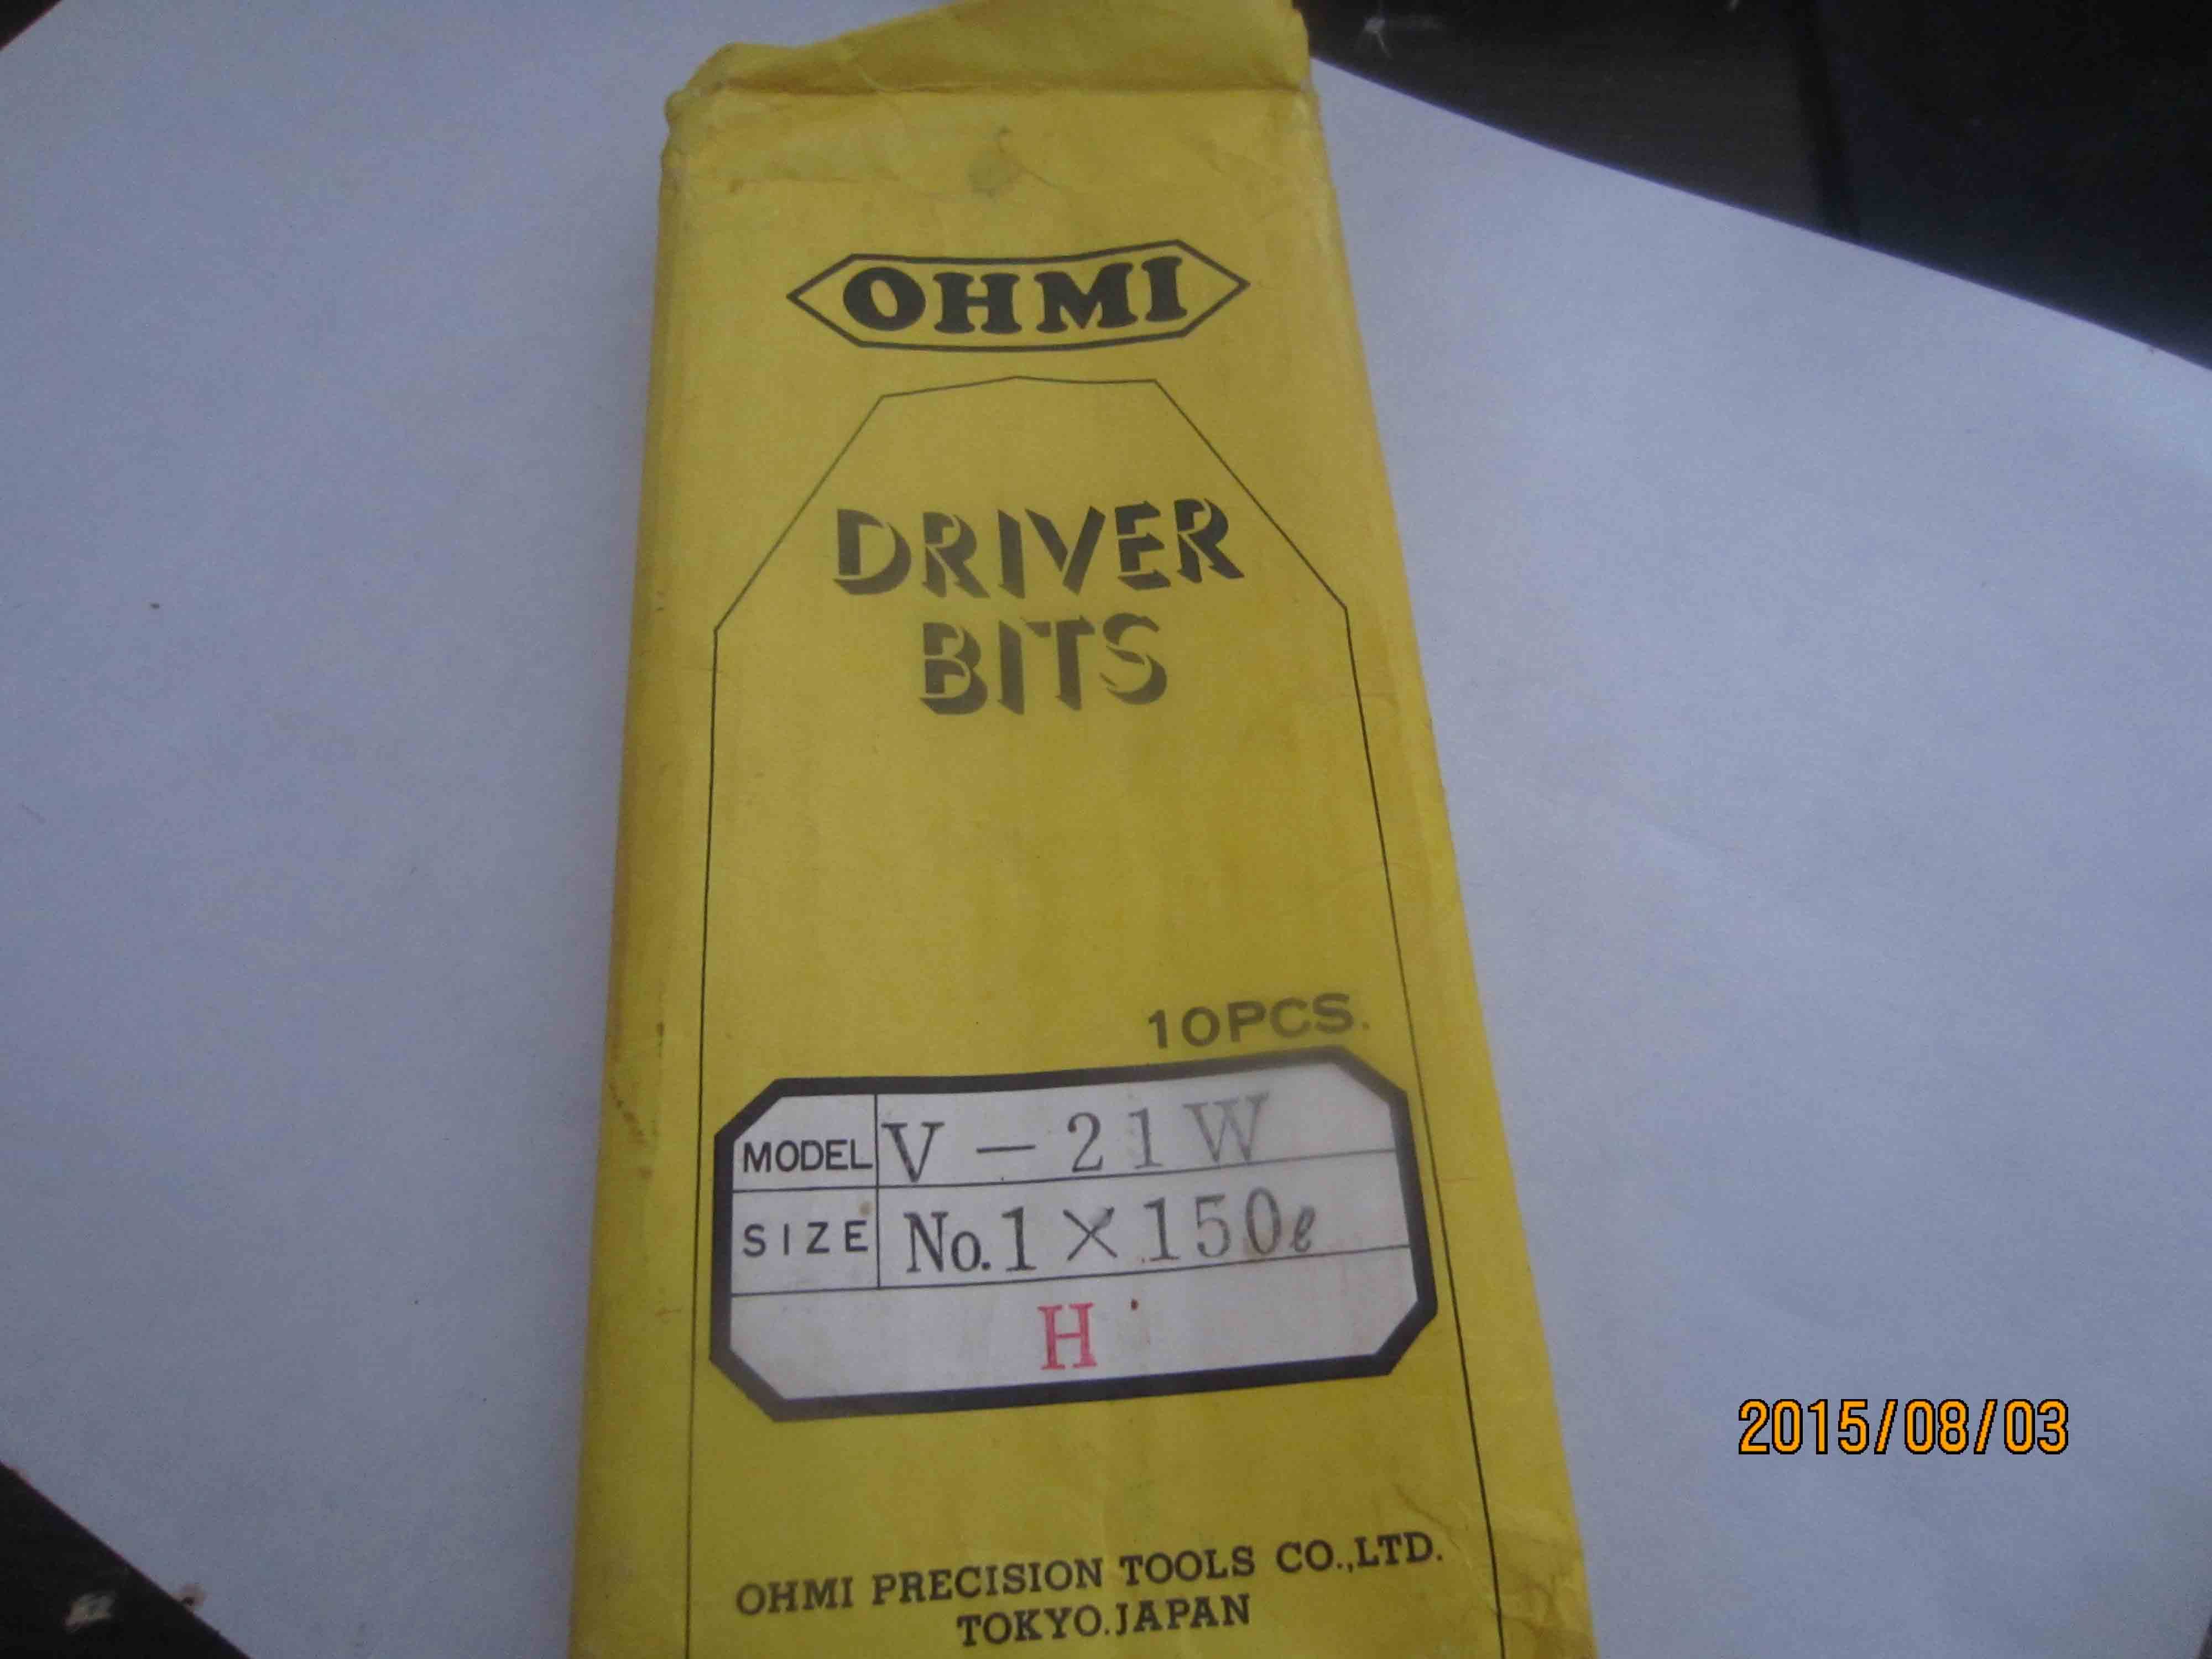 OHMI
DRIVER
BITS
10PCS.
MODEL V-21W
SIZE No.1×150ℓ
H
2015/08/03
OHMI PRECISION TOOLS CO.,LTD.
TOKYO.JAPAN